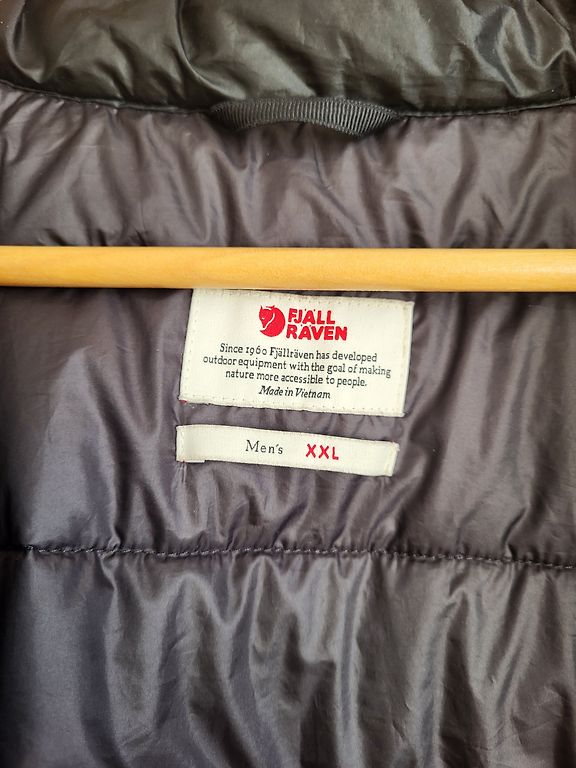 FJALL
RÄVEN
Since 1960 Fjällräven has developed
outdoor equipment with the goal of making
nature more accessible to people.
Made in Vietnam
Men's XXL